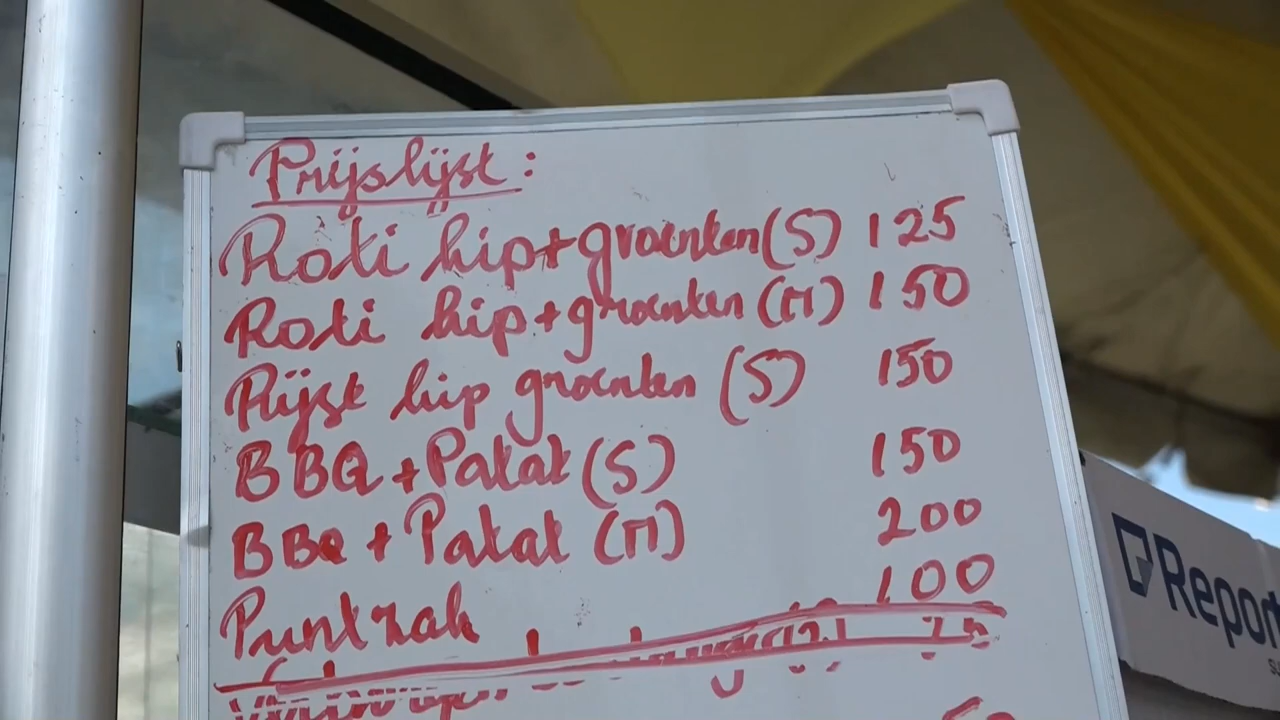 Prijslijst:
Roti kip+groenten (S) 125
Roti kip+groenten (M) 150
Rijst kip groenten (S) 150
BBQ + Patat (S) 150
BBQ + Patat (M) 200
Puntzak 100
75
Repor